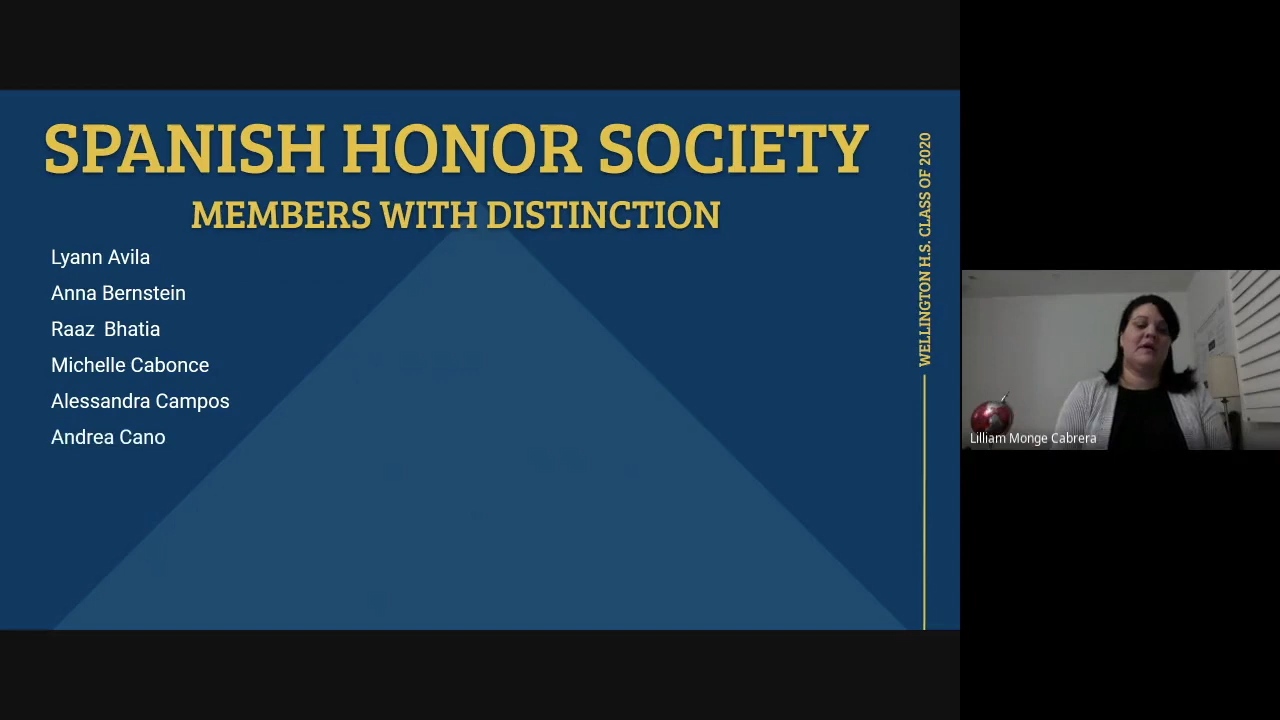 SPANISH HONOR SOCIETY
MEMBERS WITH DISTINCTION
Lyann Avila
Anna Bernstein
Raaz  Bhatia
Michelle Cabonce
Alessandra Campos
Andrea Cano
WELLINGTON H.S. CLASS OF 2020
Lilliam Monge Cabrera